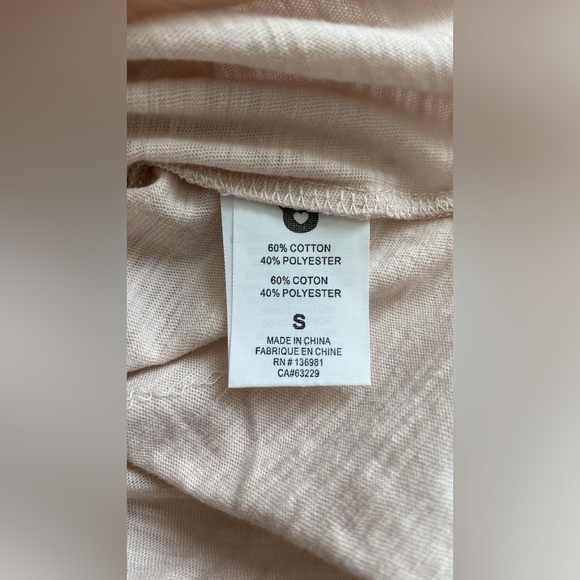 60% COTTON
40% POLYESTER
60% COTON
40% POLYESTER
S
MADE IN CHINA
FABRIQUE EN CHINE
RN # 136981
CA#63229